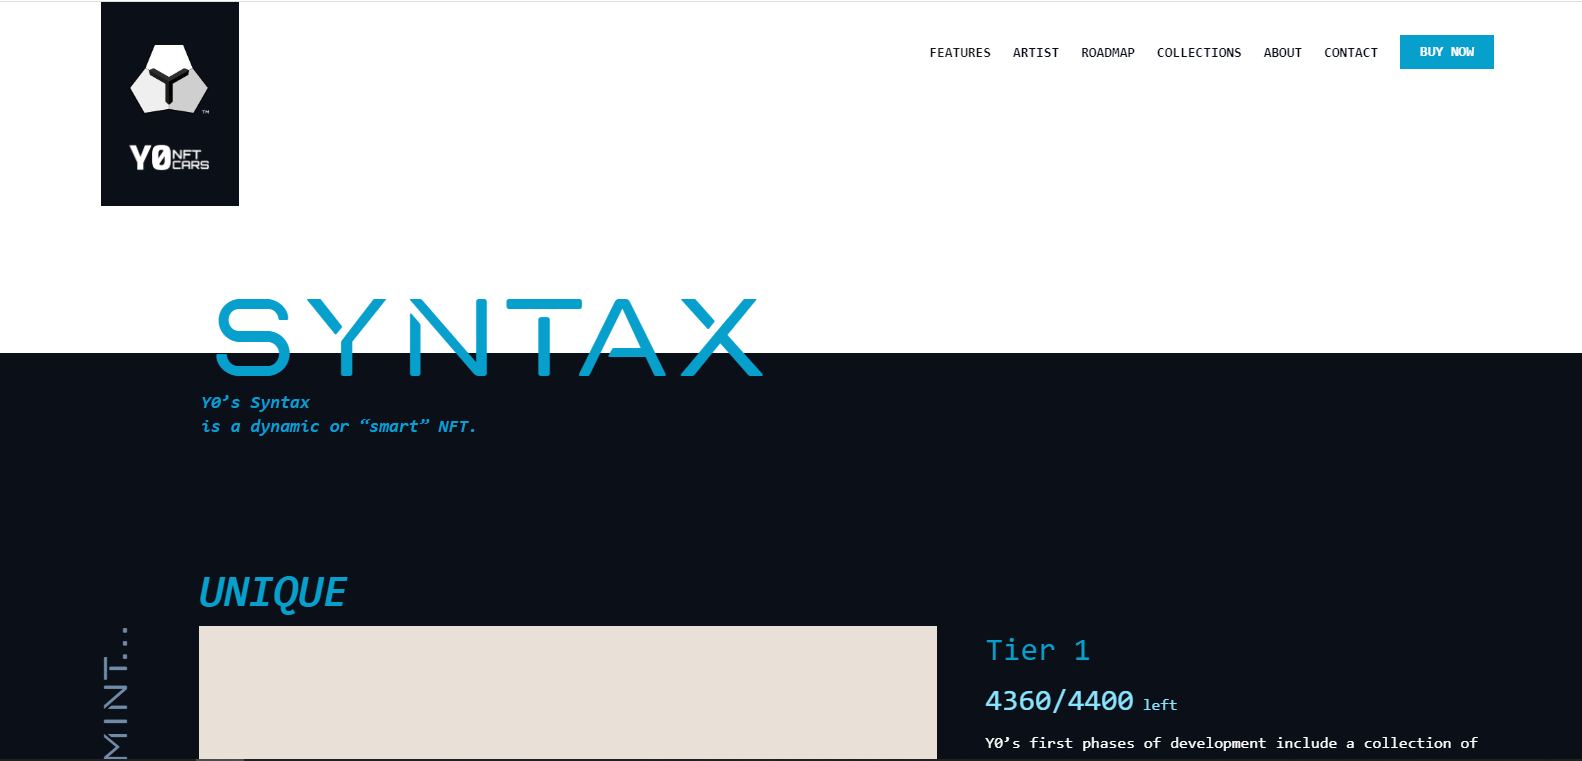 FEATURES ARTIST ROADMAP COLLECTIONS ABOUT CONTACT BUY NOW
™
Y0 NFT CARS
SYNTAX
Y0’s Syntax
is a dynamic or “smart” NFT.
UNIQUE
MINT...
Tier 1
4360/4400 left
Y0’s first phases of development include a collection of